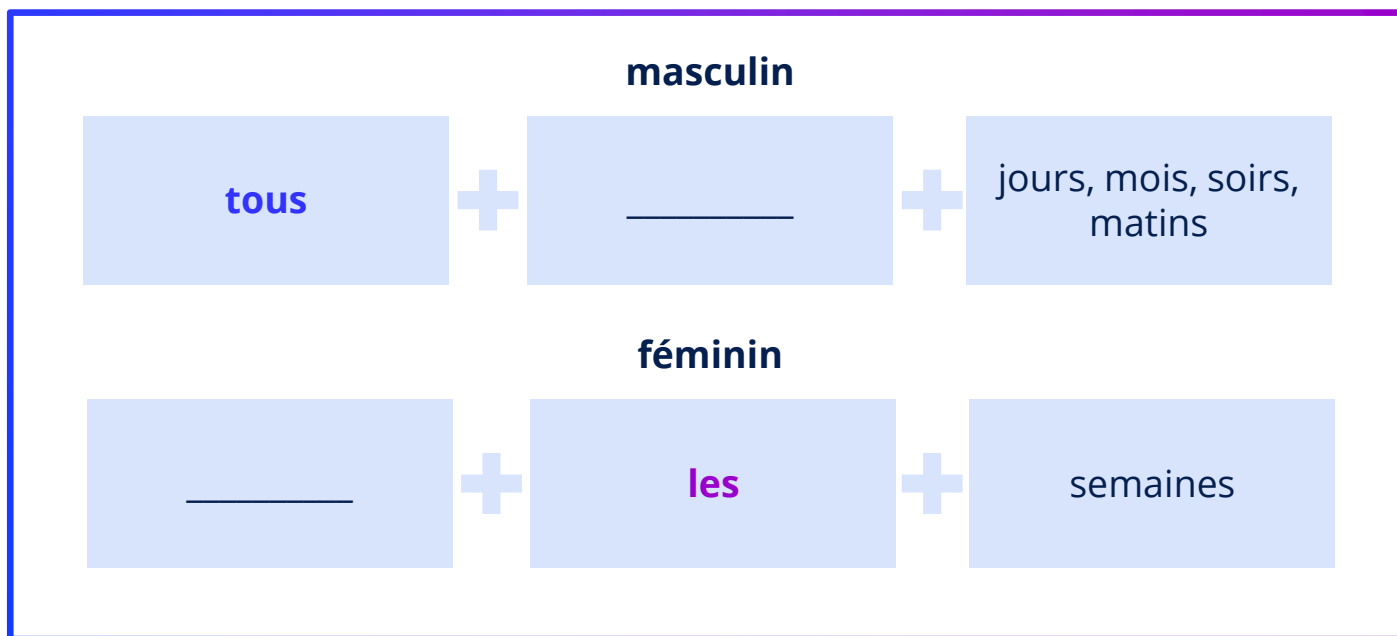 masculin
tous
__________
jours, mois, soirs,
matins
féminin
__________
les
semaines